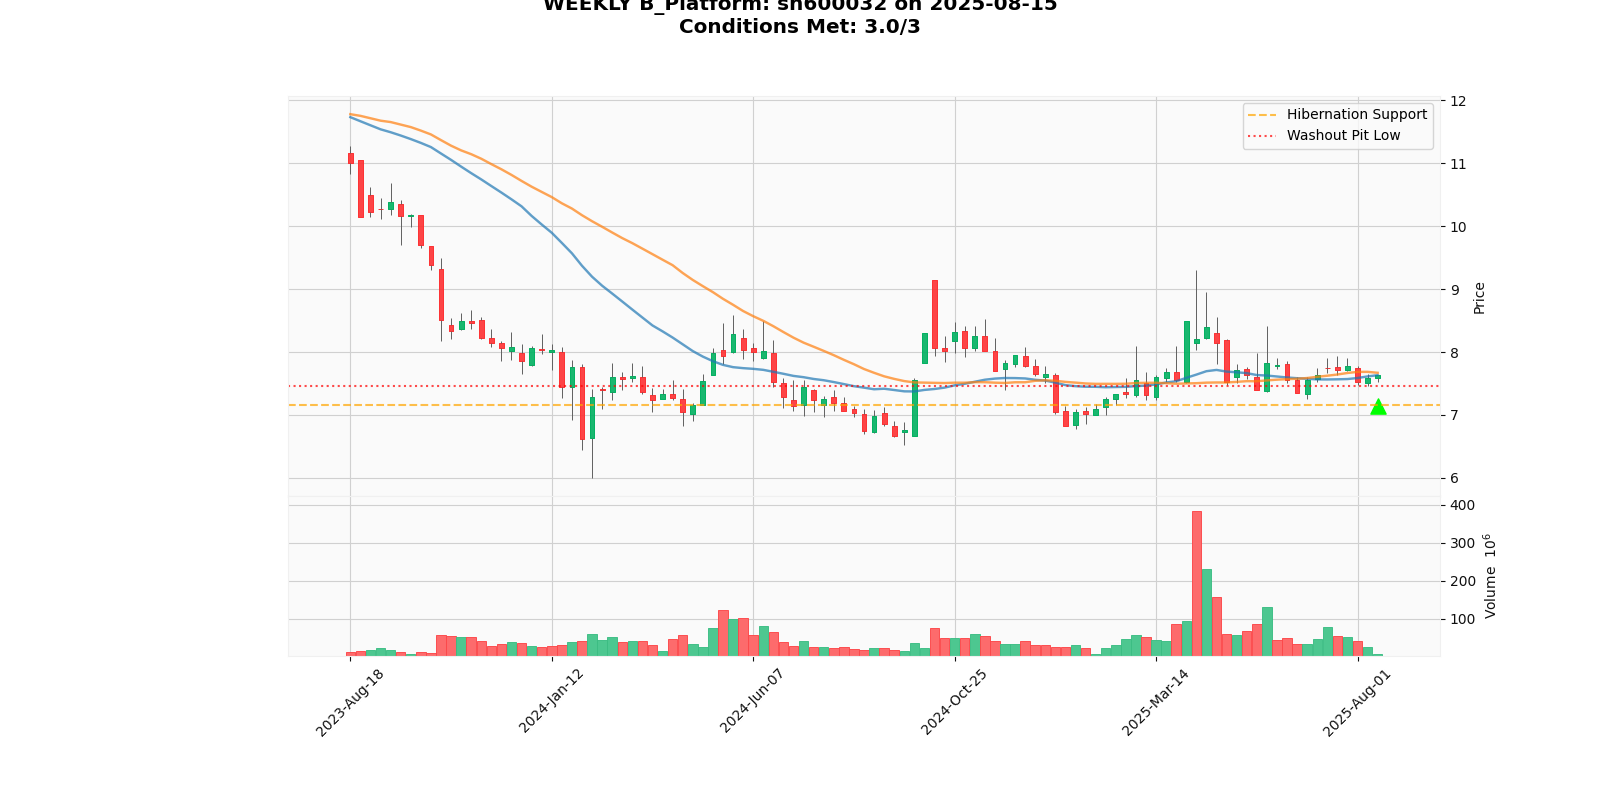 WEEKLY B_Platform: sh600032 on 2025-08-15
Conditions Met: 3.0/3
Hibernation Support
Washout Pit Low
12
11
10
9
8
7
6
Price
400
300
200
100
Volume 10^6
2023-Aug-18
2024-Jan-12
2024-Jun-07
2024-Oct-25
2025-Mar-14
2025-Aug-01